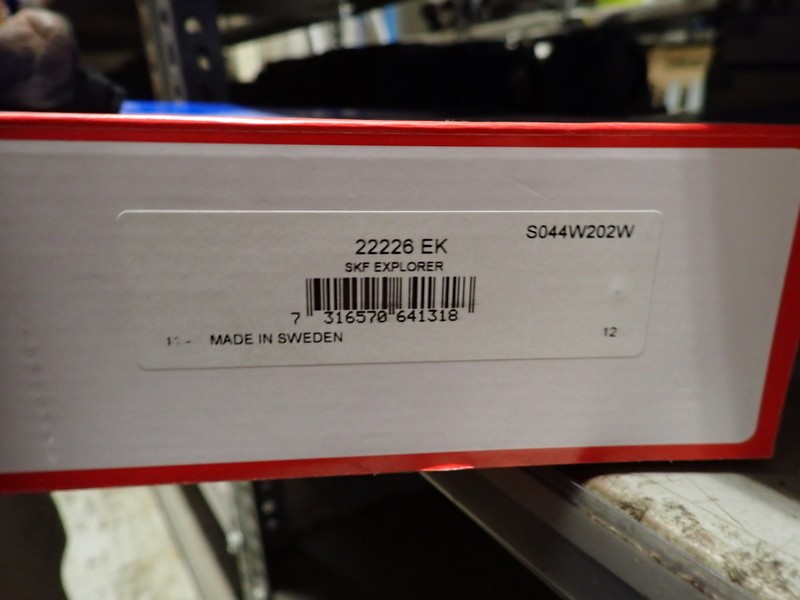 S044W202W
22226 EK
SKF EXPLORER
7 316570 641318
MADE IN SWEDEN
12